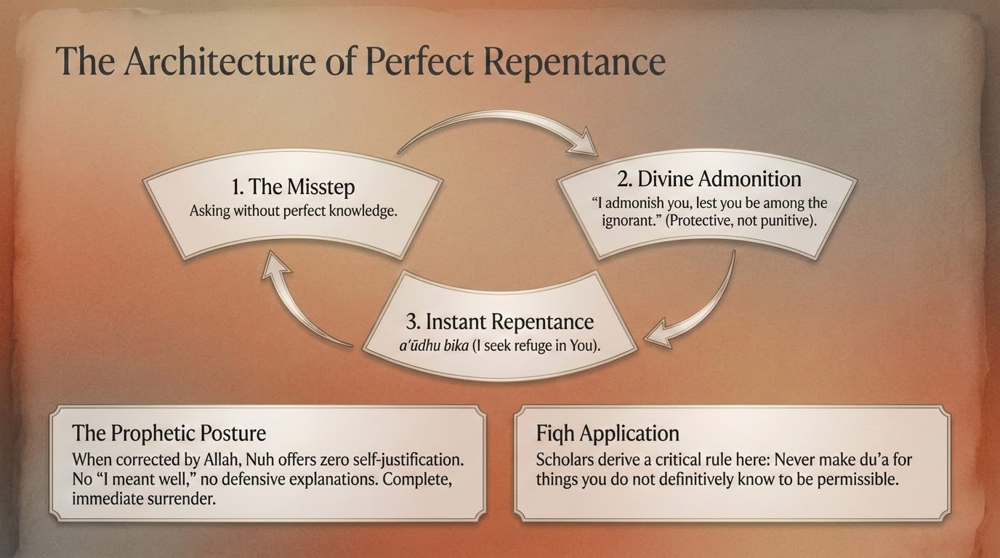 The Architecture of Perfect Repentance
1. The Misstep
Asking without perfect knowledge.
2. Divine Admonition
“I admonish you, lest you be among the
ignorant.” (Protective, not punitive).
3. Instant Repentance
a‘ūdhu bika (I seek refuge in You).
The Prophetic Posture
When corrected by Allah, Nuh offers zero self-justification.
No “I meant well,” no defensive explanations. Complete,
immediate surrender.
Fiqh Application
Scholars derive a critical rule here: Never make du’a for
things you do not definitively know to be permissible.